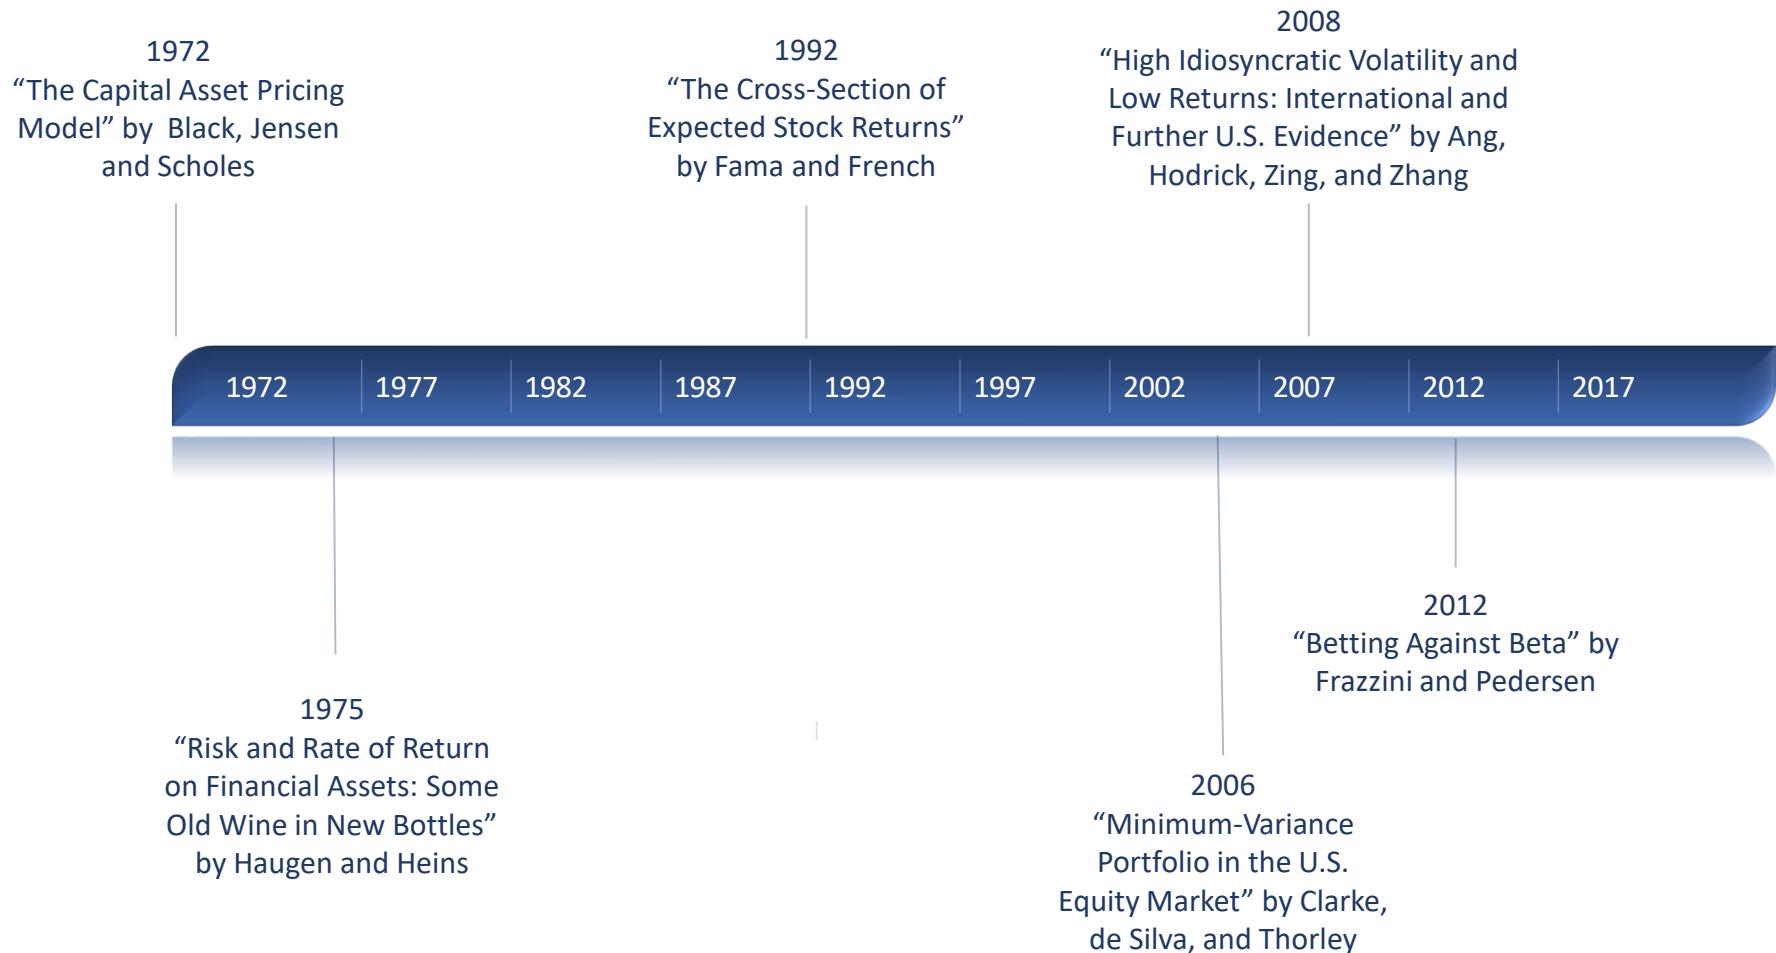 1972
“The Capital Asset Pricing
Model” by  Black, Jensen
and Scholes
1992
“The Cross-Section of
Expected Stock Returns”
by Fama and French
2008
“High Idiosyncratic Volatility and
Low Returns: International and
Further U.S. Evidence” by Ang,
Hodrick, Zing, and Zhang
1972
1977
1982
1987
1992
1997
2002
2007
2012
2017
1975
“Risk and Rate of Return
on Financial Assets: Some
Old Wine in New Bottles”
by Haugen and Heins
2006
“Minimum-Variance
Portfolio in the U.S.
Equity Market” by Clarke,
de Silva, and Thorley
2012
“Betting Against Beta” by
Frazzini and Pedersen